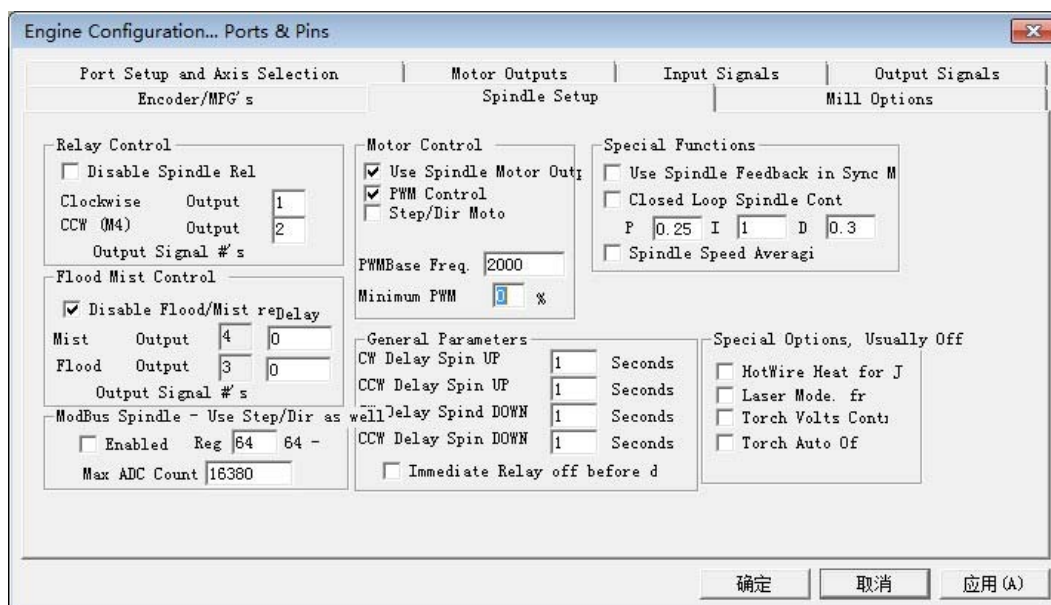 Engine Configuration... Ports & Pins
Port Setup and Axis Selection
Motor Outputs
Input Signals
Output Signals
Encoder/MPG's
Spindle Setup
Mill Options
Relay Control
Disable Spindle Rel
Clockwise Output 1
CCW (M4) Output 2
Output Signal #'s
Flood Mist Control
Disable Flood/Mist re Delay
Mist Output 4 0
Flood Output 3 0
Output Signal #'s
ModBus Spindle - Use Step/Dir as well
Enabled Reg 64 64 -
Max ADC Count 16380
Motor Control
Use Spindle Motor Outp
PWM Control
Step/Dir Moto
PWMBase Freq. 2000
Minimum PWM 0 %
General Parameters
CW Delay Spin UP 1 Seconds
CCW Delay Spin UP 1 Seconds
Delay Spind DOWN 1 Seconds
CCW Delay Spin DOWN 1 Seconds
Immediate Relay off before d
Special Functions
Use Spindle Feedback in Sync M
Closed Loop Spindle Cont
P 0.25 I 1 D 0.3
Spindle Speed Averagi
Special Options, Usually Off
HotWire Heat for J
Laser Mode. fr
Torch Volts Cont
Torch Auto Of
确定
取消
应用(A)